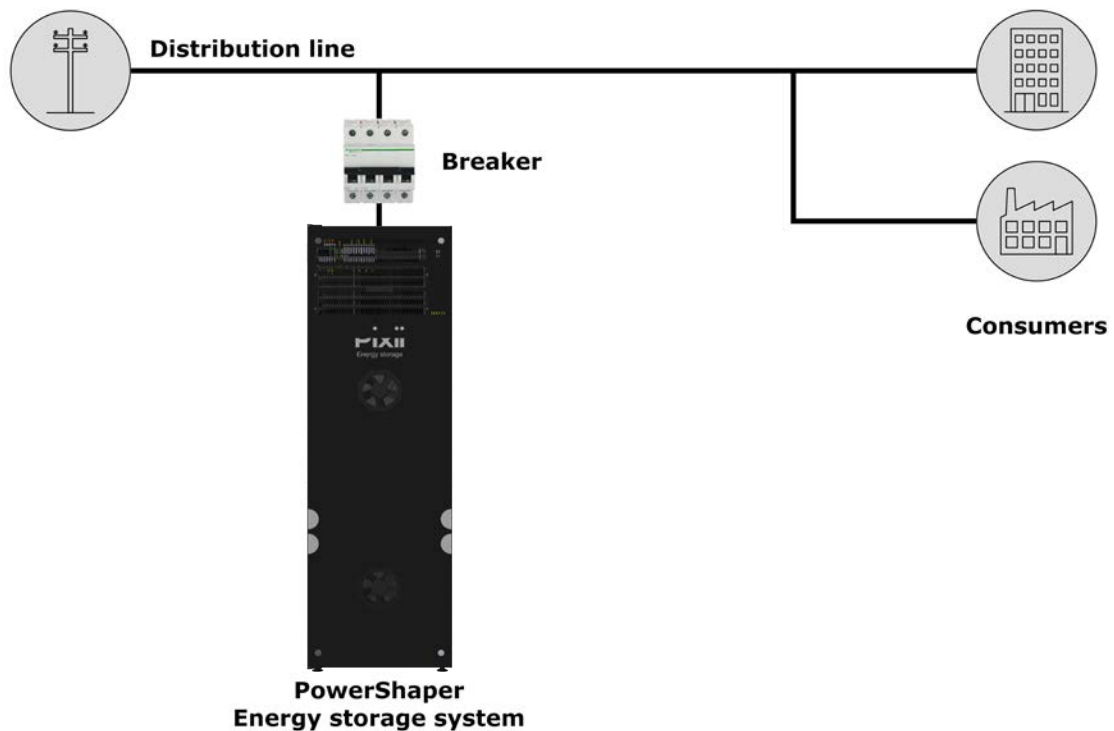 Distribution line
Breaker
Pixii
Energy storage
Consumers
PowerShaper
Energy storage system